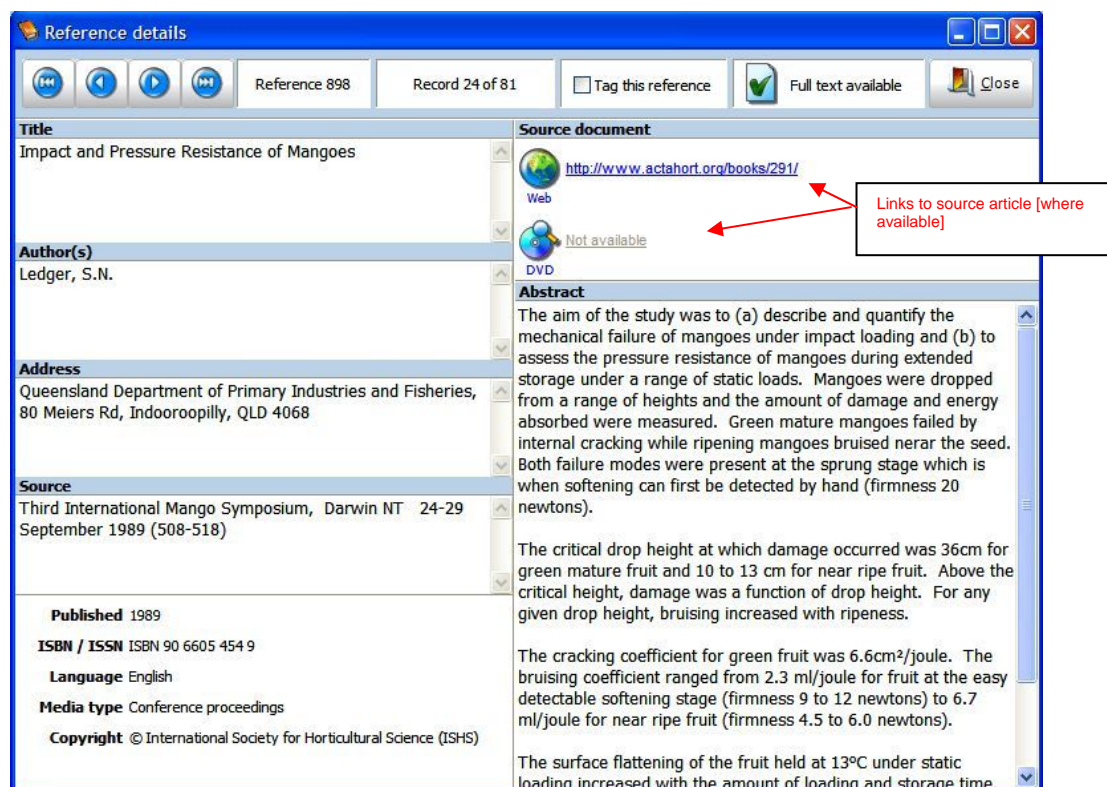 Reference details
Reference 898
Record 24 of 81
Tag this reference
Full text available
Close
Title
Impact and Pressure Resistance of Mangoes
Author(s)
Ledger, S.N.
Address
Queensland Department of Primary Industries and Fisheries,
80 Meiers Rd, Indooroopilly, QLD 4068
Source
Third International Mango Symposium, Darwin NT 24-29
September 1989 (508-518)
Published 1989
ISBN / ISSN ISBN 90 6605 454 9
Language English
Media type Conference proceedings
Copyright © International Society for Horticultural Science (ISHS)
Source document
http://www.actahort.org/books/291/
Web
Not available
DVD
Links to source article [where
available]
Abstract
The aim of the study was to (a) describe and quantify the
mechanical failure of mangoes under impact loading and (b) to
assess the pressure resistance of mangoes during extended
storage under a range of static loads. Mangoes were dropped
from a range of heights and the amount of damage and energy
absorbed were measured. Green mature mangoes failed by
internal cracking while ripening mangoes bruised nerar the seed.
Both failure modes were present at the sprung stage which is
when softening can first be detected by hand (firmness 20
newtons).
The critical drop height at which damage occurred was 36cm for
green mature fruit and 10 to 13 cm for near ripe fruit. Above the
critical height, damage was a function of drop height. For any
given drop height, bruising increased with ripeness.
The cracking coefficient for green fruit was 6.6cm²/joule. The
bruising coefficient ranged from 2.3 ml/joule for fruit at the easy
detectable softening stage (firmness 9 to 12 newtons) to 6.7
ml/joule for near ripe fruit (firmness 4.5 to 6.0 newtons).
The surface flattening of the fruit held at 13ºC under static
loading increased with the amount of loading and storage time